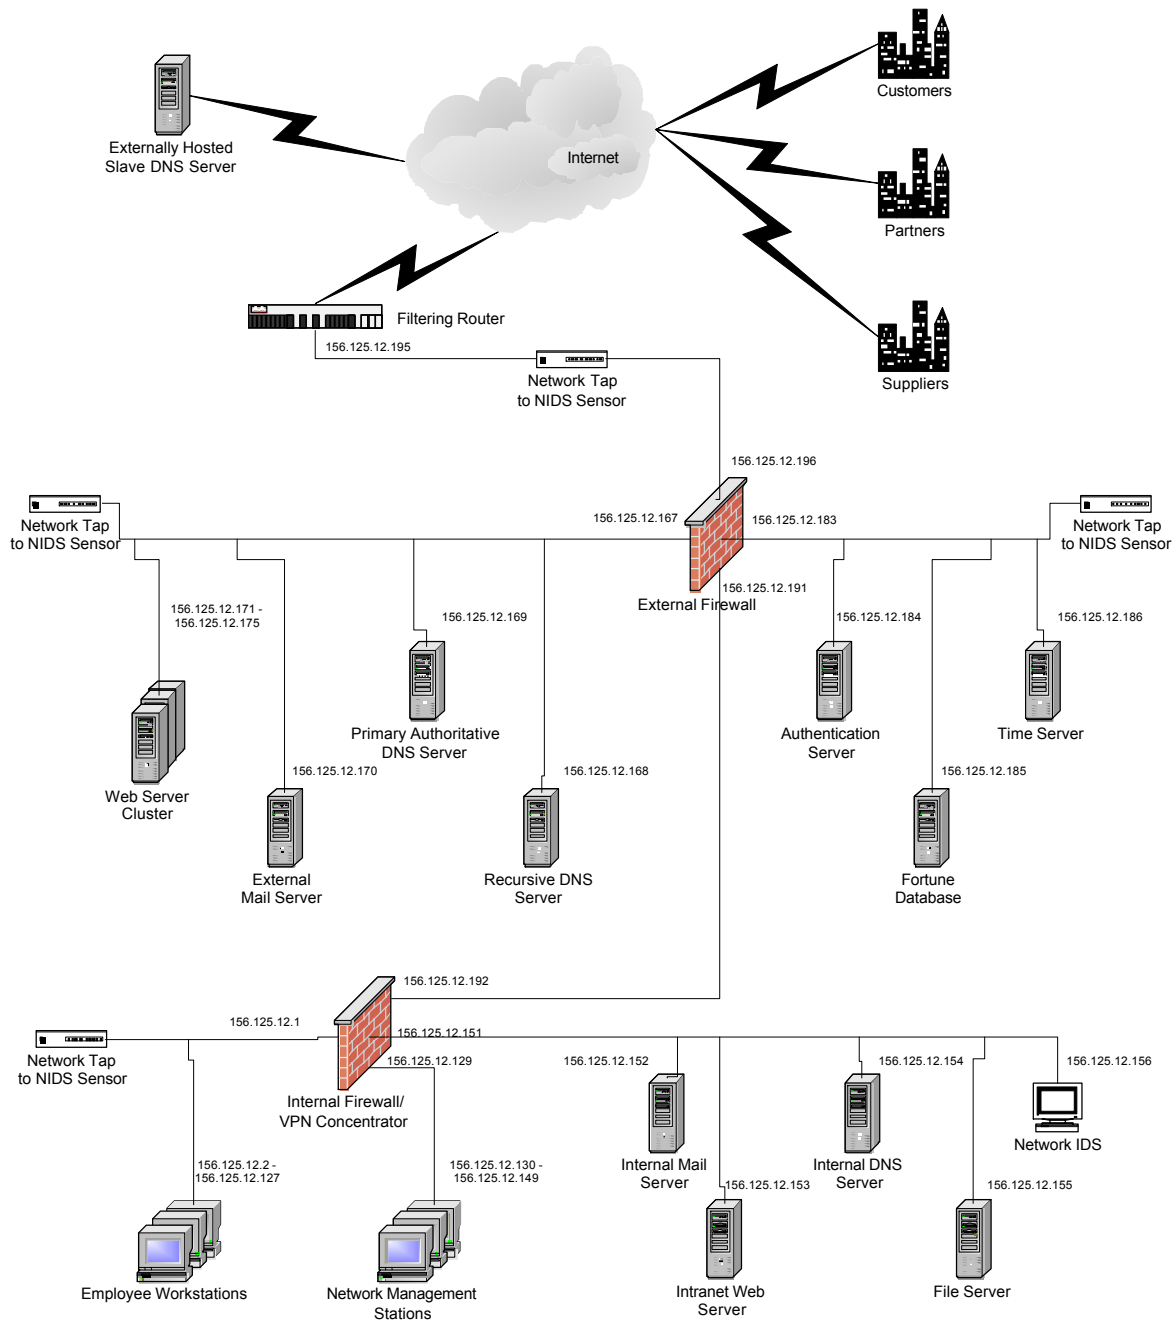 Customers
Externally Hosted
Slave DNS Server
Internet
Partners
Filtering Router
156.125.12.195
Network Tap
to NIDS Sensor
Suppliers
156.125.12.196
Network Tap
to NIDS Sensor
156.125.12.167
156.125.12.183
Network Tap
to NIDS Sensor
156.125.12.191
External Firewall
156.125.12.171 -
156.125.12.175
156.125.12.169
156.125.12.184
156.125.12.186
Primary Authoritative
DNS Server
Authentication
Server
Time Server
156.125.12.170
156.125.12.168
156.125.12.185
Web Server
Cluster
External
Mail Server
Recursive DNS
Server
Fortune
Database
156.125.12.192
156.125.12.1
156.125.12.151
Network Tap
to NIDS Sensor
156.125.12.129
156.125.12.152
156.125.12.154
156.125.12.156
Internal Firewall/
VPN Concentrator
Network IDS
Internal Mail
Server
Internal DNS
Server
156.125.12.2 -
156.125.12.127
156.125.12.130 -
156.125.12.149
156.125.12.153
156.125.12.155
Employee Workstations
Network Management
Stations
Intranet Web
Server
File Server